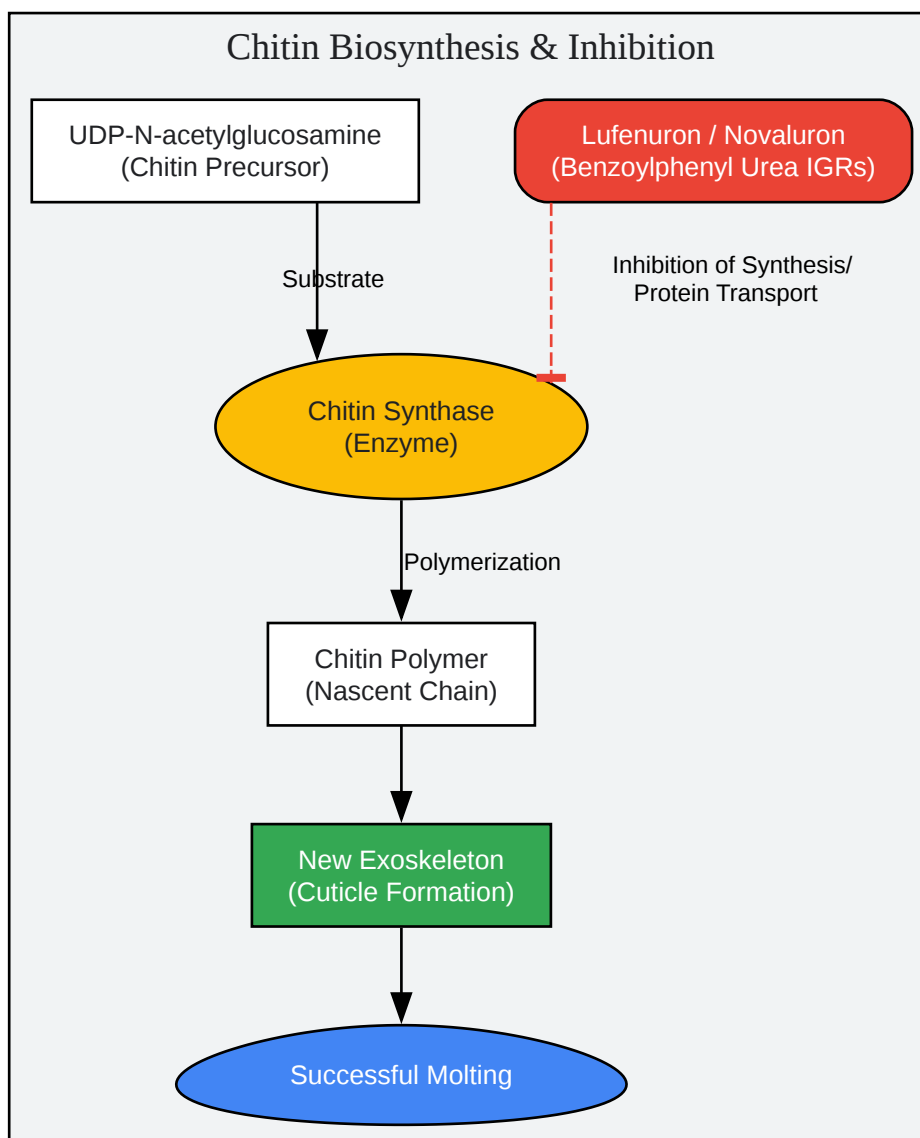 Chitin Biosynthesis & Inhibition
UDP-N-acetylglucosamine
(Chitin Precursor)
Lufenuron / Novaluron
(Benzoylphenyl Urea IGRs)
Substrate
Inhibition of Synthesis/
Protein Transport
Chitin Synthase
(Enzyme)
Polymerization
Chitin Polymer
(Nascent Chain)
New Exoskeleton
(Cuticle Formation)
Successful Molting